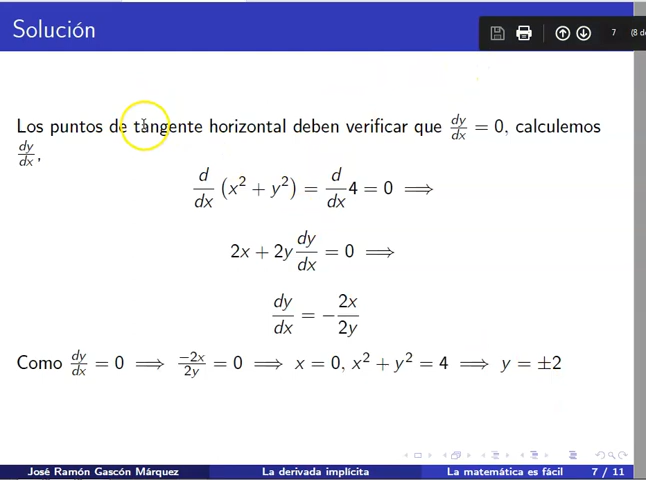 Solución
7 (8 de
Los puntos de tangente horizontal deben verificar que dy/dx = 0, calculemos
dy/dx,
d/dx (x² + y²) = d/dx 4 = 0 ⟹
2x + 2y dy/dx = 0 ⟹
dy/dx = − 2x/2y
Como dy/dx = 0 ⟹ −2x/2y = 0 ⟹ x = 0, x² + y² = 4 ⟹ y = ±2
José Ramón Gascón Márquez La derivada implícita La matemática es fácil 7 / 11